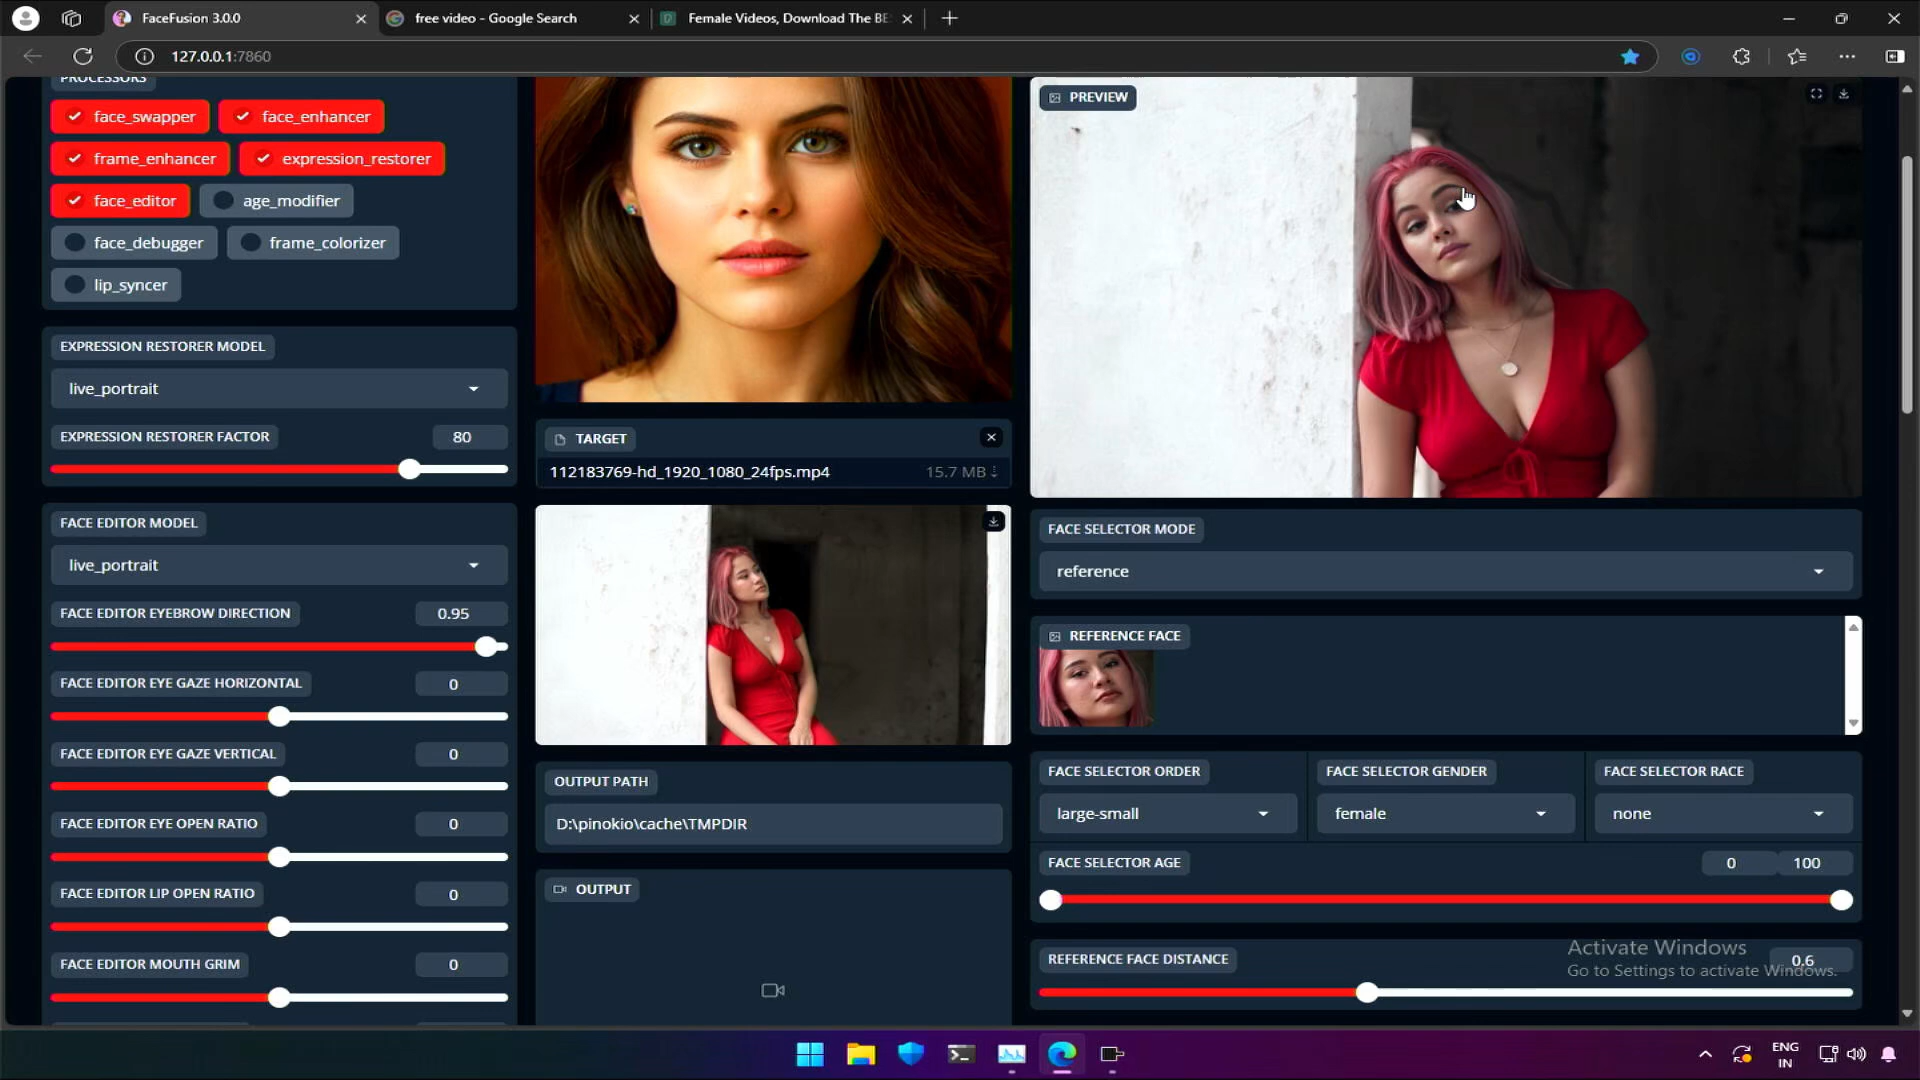 FaceFusion 3.0.0
free video - Google Search
Female Videos, Download The BE
127.0.0.1:7860
PROCESSORS
face_swapper
face_enhancer
frame_enhancer
expression_restorer
face_editor
age_modifier
face_debugger
frame_colorizer
lip_syncer
EXPRESSION RESTORER MODEL
live_portrait
EXPRESSION RESTORER FACTOR
80
FACE EDITOR MODEL
live_portrait
FACE EDITOR EYEBROW DIRECTION
0.95
FACE EDITOR EYE GAZE HORIZONTAL
0
FACE EDITOR EYE GAZE VERTICAL
0
FACE EDITOR EYE OPEN RATIO
0
FACE EDITOR LIP OPEN RATIO
0
FACE EDITOR MOUTH GRIM
0
TARGET
112183769-hd_1920_1080_24fps.mp4
15.7 MB ⇣
OUTPUT PATH
D:\pinokio\cache\TMPDIR
OUTPUT
PREVIEW
FACE SELECTOR MODE
reference
REFERENCE FACE
FACE SELECTOR ORDER
large-small
FACE SELECTOR GENDER
female
FACE SELECTOR RACE
none
FACE SELECTOR AGE
0
100
REFERENCE FACE DISTANCE
0.6
Activate Windows
Go to Settings to activate Windows.
ENG
IN